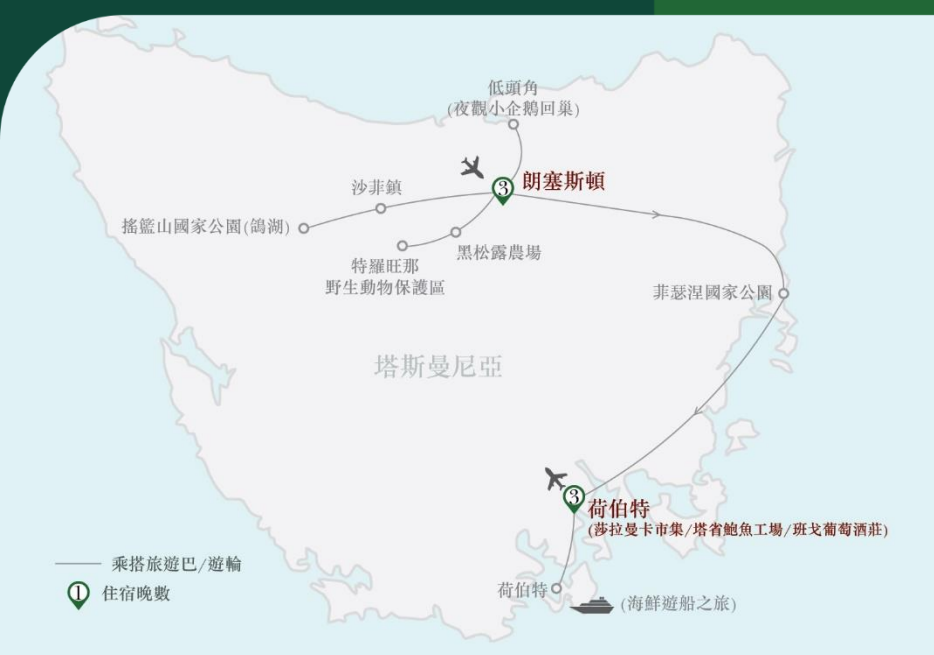 低頭角
(夜觀小企鵝回巢)
3
朗塞斯頓
沙菲鎮
搖籃山國家公園(鴿湖)
黑松露農場
特羅旺那
野生動物保護區
菲瑟涅國家公園
塔斯曼尼亞
3
荷伯特
(莎拉曼卡市集/塔省鮑魚工場/班戈葡萄酒莊)
乘搭旅遊巴/遊輪
1
住宿晚數
荷伯特
(海鮮遊船之旅)